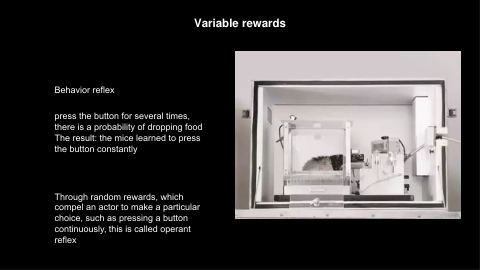 Variable rewards
Behavior reflex
press the button for several times,
there is a probability of dropping food
The result: the mice learned to press
the button constantly
Through random rewards, which
compel an actor to make a particular
choice, such as pressing a button
continuously, this is called operant
reflex